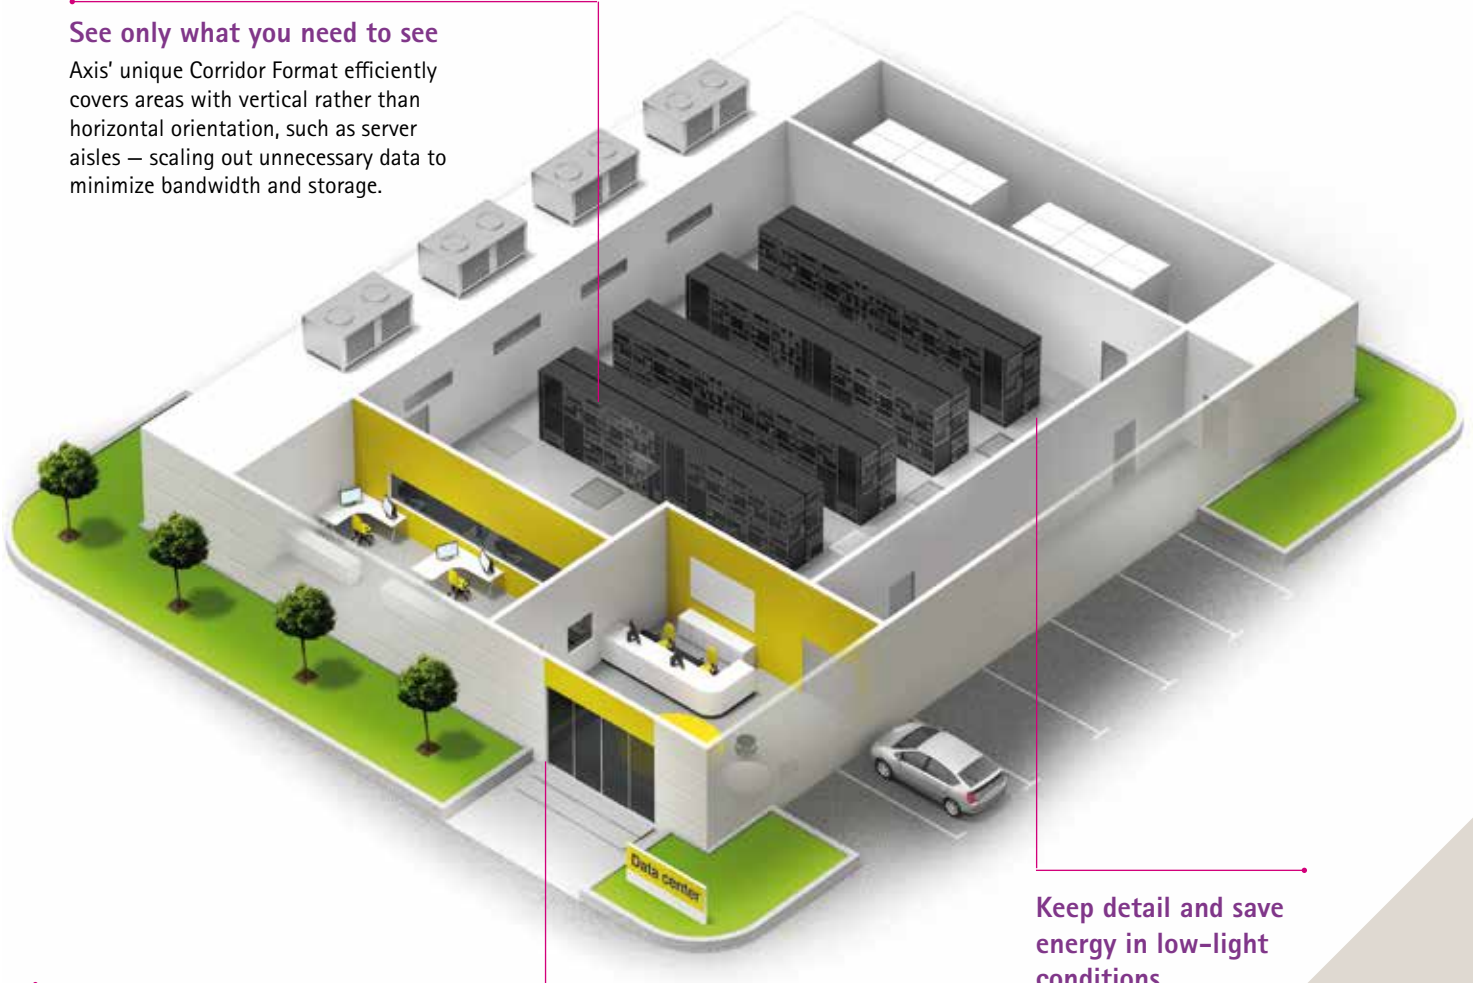 See only what you need to see
Axis’ unique Corridor Format efficiently
covers areas with vertical rather than
horizontal orientation, such as server
aisles — scaling out unnecessary data to
minimize bandwidth and storage.
Data center
Keep detail and save
energy in low-light
conditions